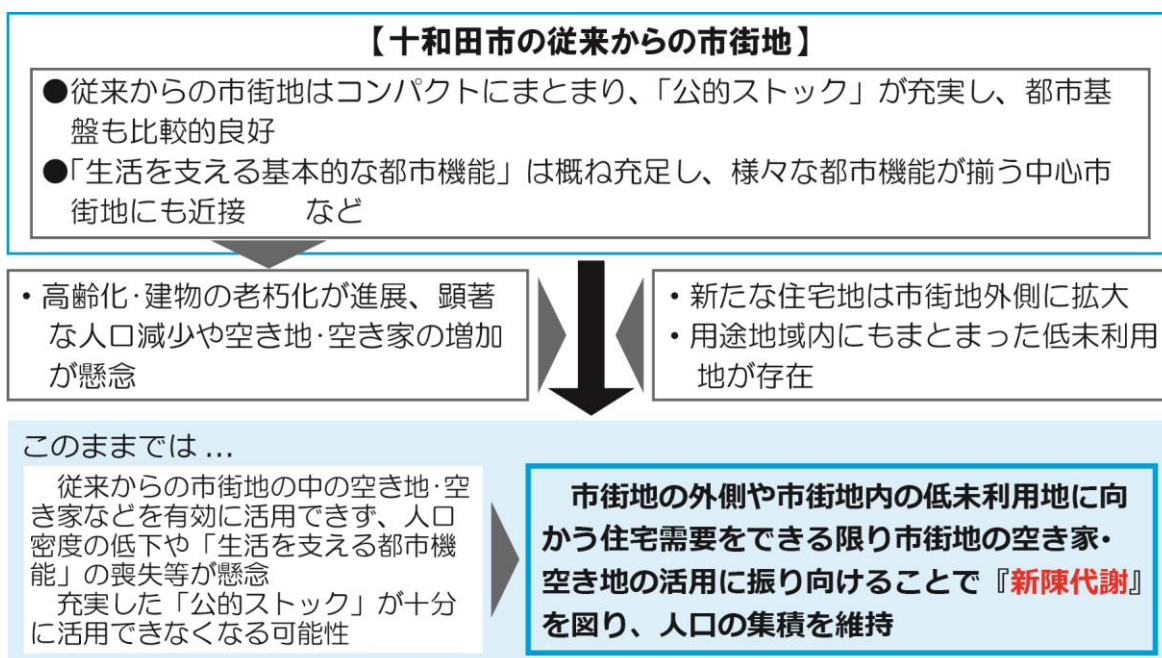 【十和田市の従来からの市街地】
●従来からの市街地はコンパクトにまとまり、「公的ストック」が充実し、都市基
盤も比較的良好
●「生活を支える基本的な都市機能」は概ね充足し、様々な都市機能が揃う中心市
街地にも近接　　など
・高齢化・建物の老朽化が進展、顕著
な人口減少や空き地・空き家の増加
が懸念
・新たな住宅地は市街地外側に拡大
・用途地域内にもまとまった低未利用
地が存在
このままでは…
従来からの市街地の中の空き地・空
き家などを有効に活用できず、人口
密度の低下や「生活を支える都市機
能」の喪失等が懸念
充実した「公的ストック」が十分
に活用できなくなる可能性
市街地の外側や市街地内の低未利用地に向
かう住宅需要をできる限り市街地の空き家・
空き地の活用に振り向けることで『新陳代謝』
を図り、人口の集積を維持